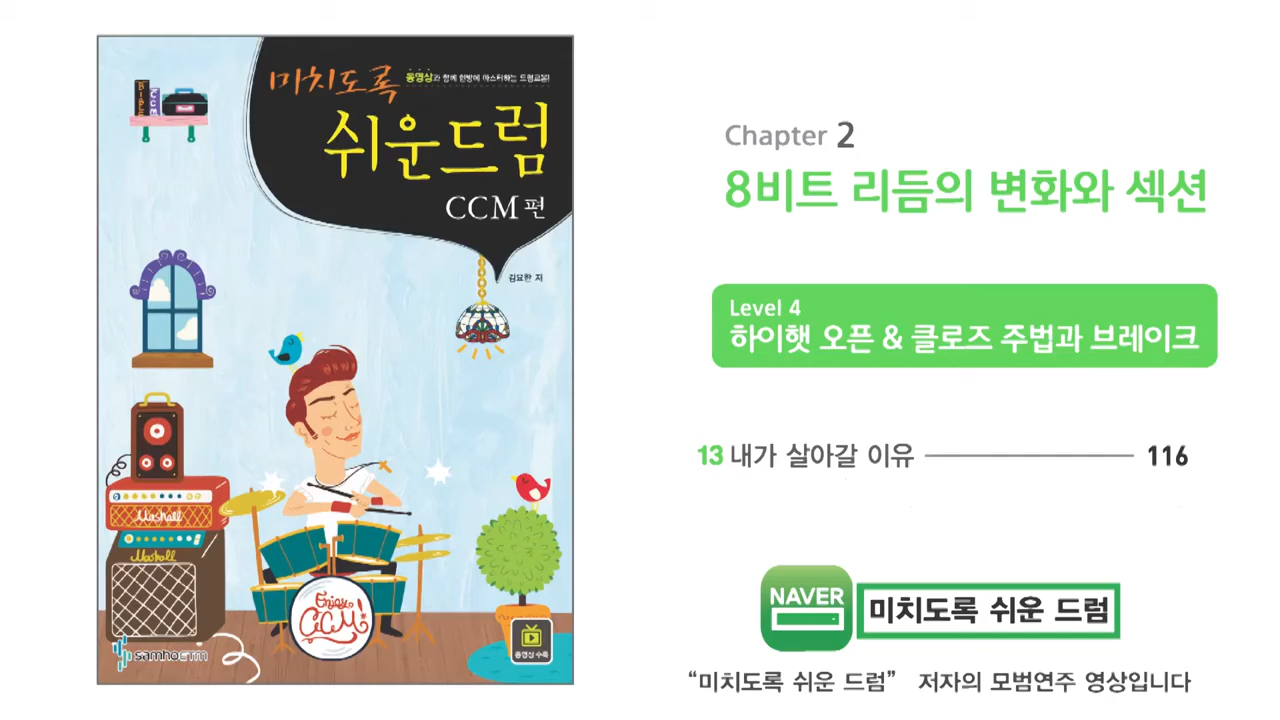 미치도록 동영상과 함께 한방에 마스터하는 드럼교본!
쉬운드럼
CCM 편
김묘한 저
BIBLE
CCM
Marshall
Marshall
Enjoy
CCM!
samhoETM
동영상 수록
Chapter 2
8비트 리듬의 변화와 섹션
Level 4
하이햇 오픈 & 클로즈 주법과 브레이크
13 내가 살아갈 이유 116
NAVER
미치도록 쉬운 드럼
“미치도록 쉬운 드럼” 저자의 모범연주 영상입니다